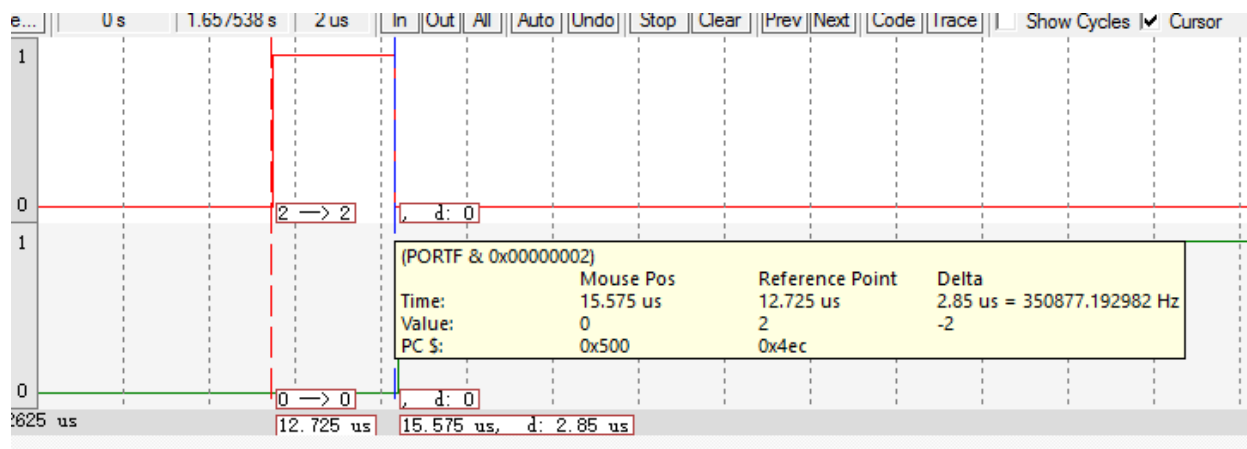 e... 0 s 1.657538 s 2 us In Out All Auto Undo Stop Clear Prev Next Code Trace Show Cycles Cursor
1
0
2 —> 2 , d: 0
1
(PORTF & 0x00000002)
Mouse Pos Reference Point Delta
Time: 15.575 us 12.725 us 2.85 us = 350877.192982 Hz
Value: 0 2 -2
PC $: 0x500 0x4ec
0
0 —> 0 , d: 0
2625 us 12.725 us 15.575 us, d: 2.85 us